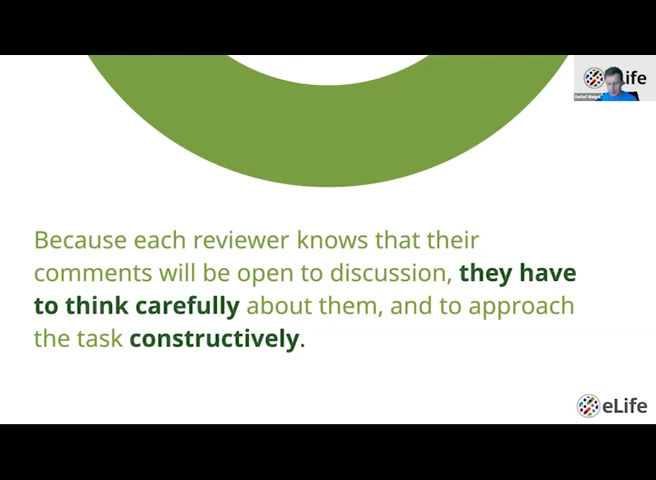 eLife
Because each reviewer knows that their
comments will be open to discussion, they have
to think carefully about them, and to approach
the task constructively.
eLife